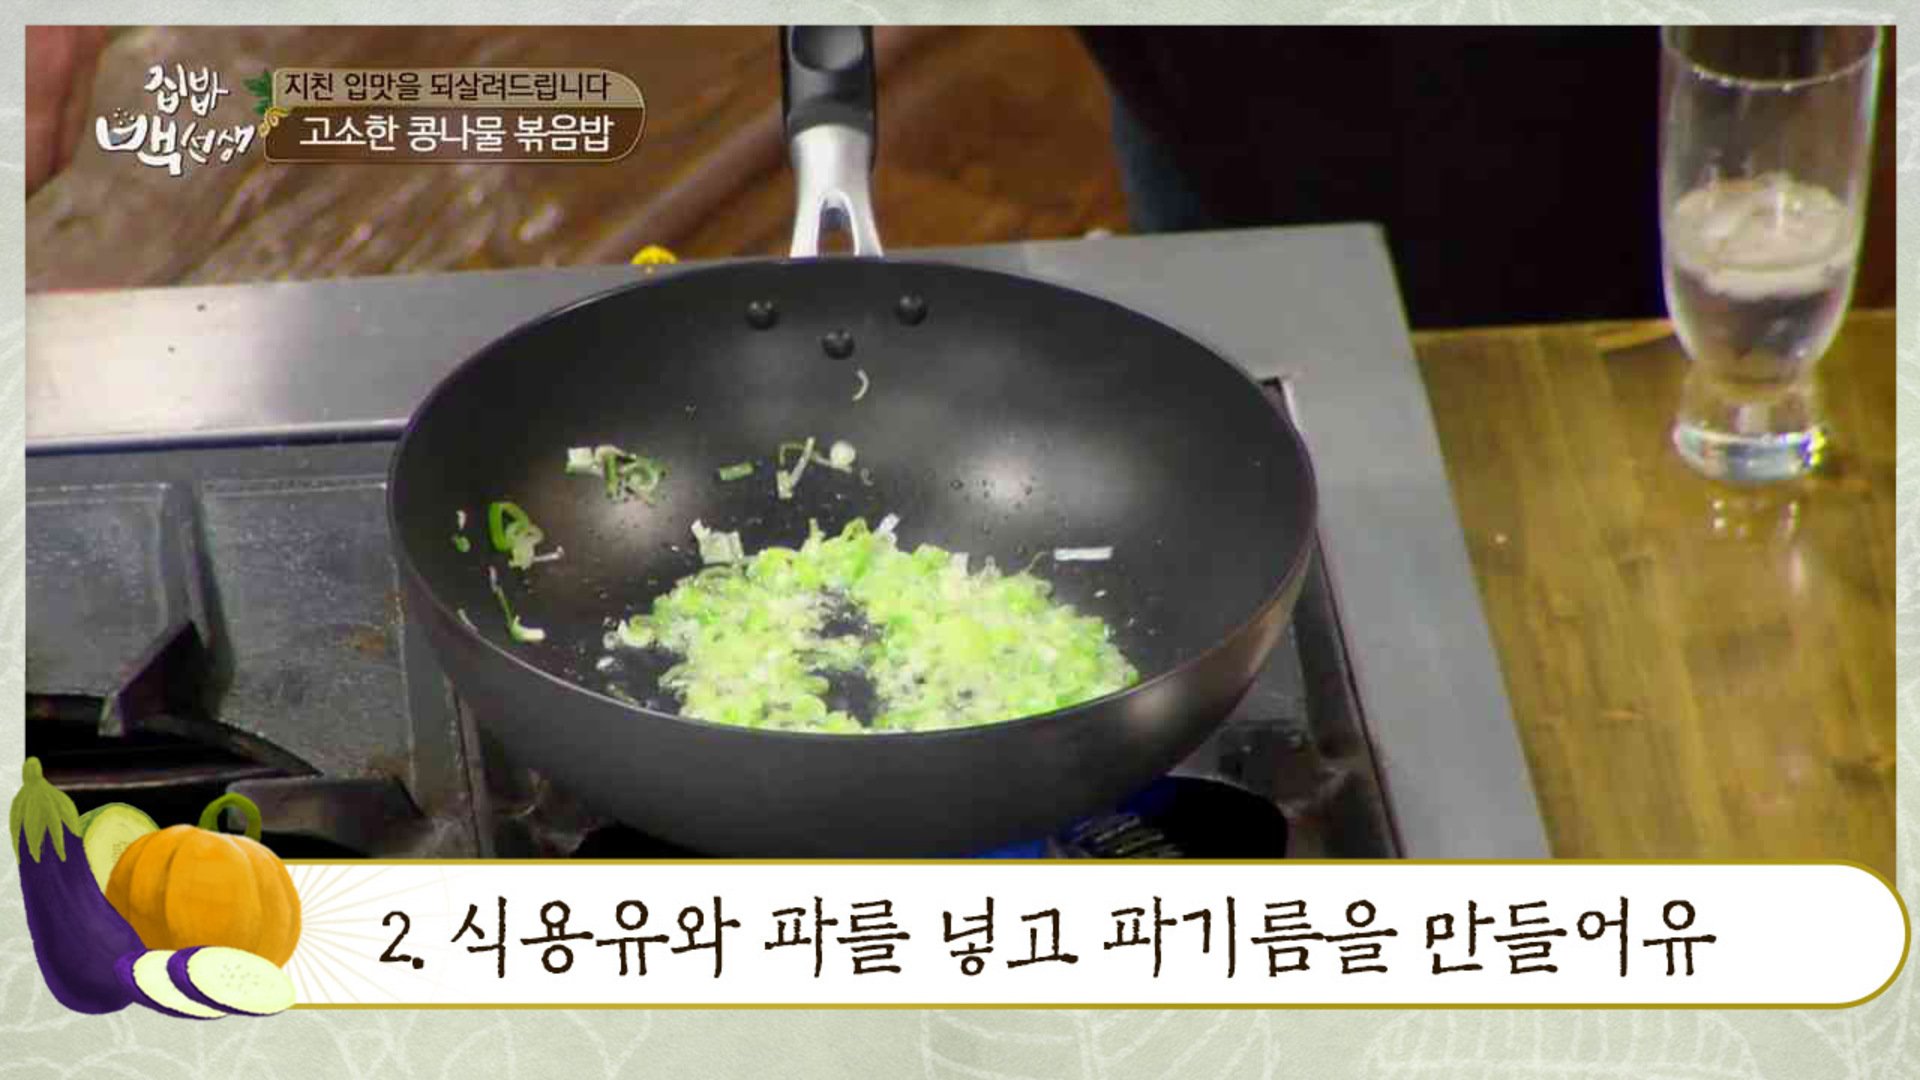 집밥
백선생
지친 입맛을 되살려드립니다
고소한 콩나물 볶음밥
2. 식용유와 파를 넣고 파기름을 만들어유